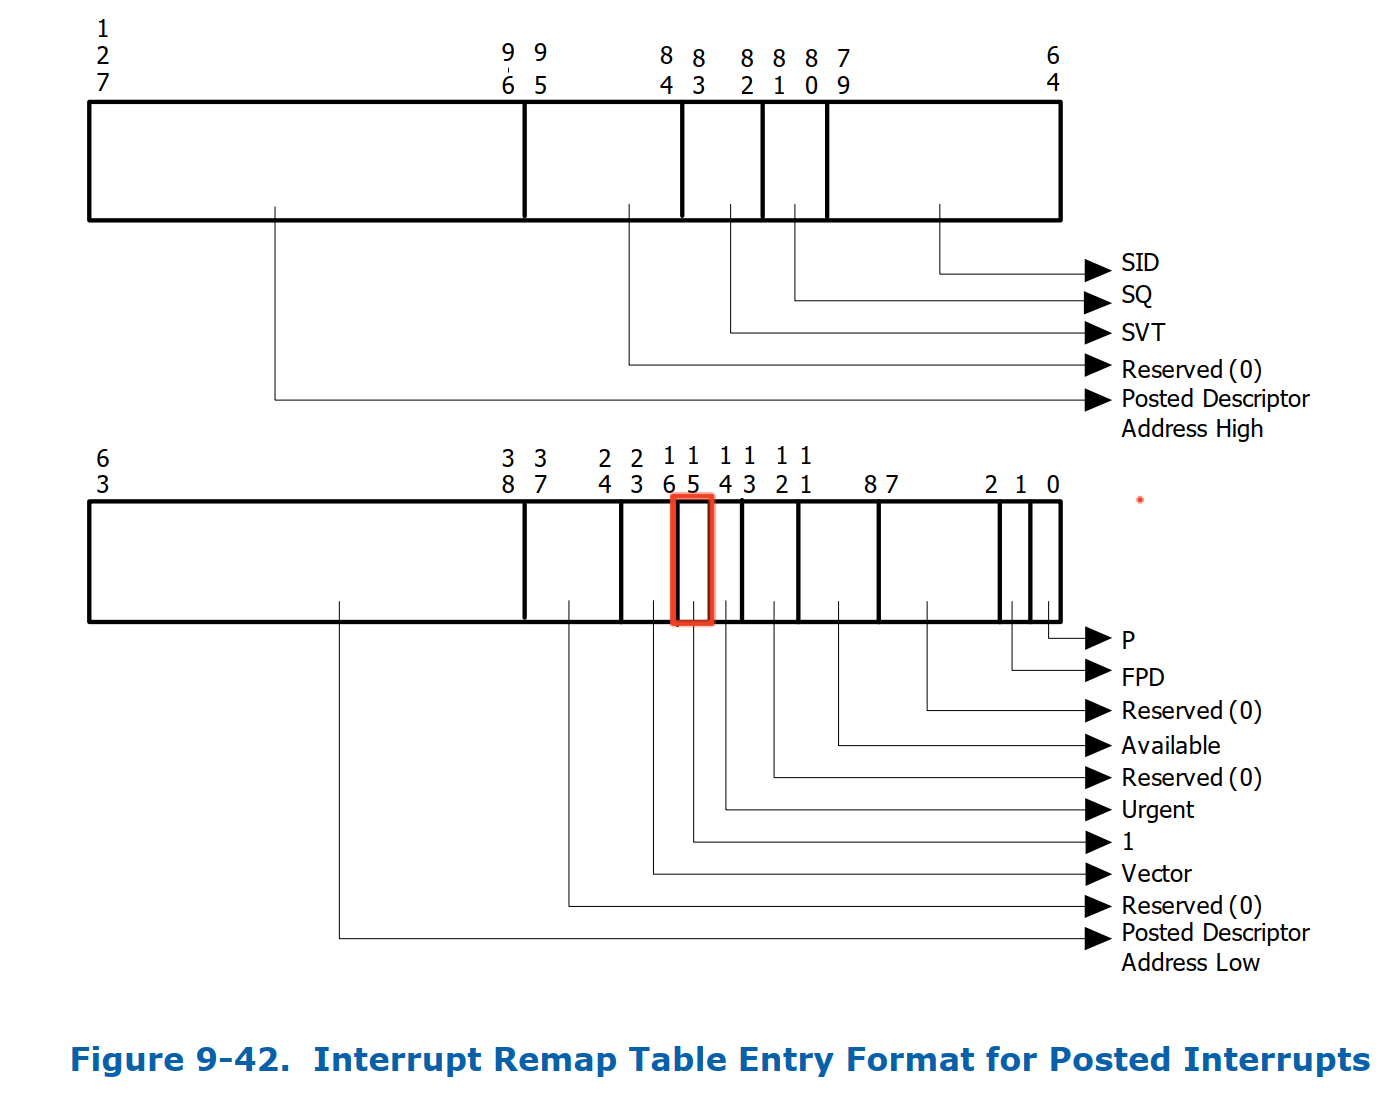 1
2 9 9 8 8 8 8 8 7 6
7 6 5 4 3 2 1 0 9 4
SID
SQ
SVT
Reserved (0)
Posted Descriptor
Address High
6 3 3 2 2 1 1 1 1 1 1
3 8 7 4 3 6 5 4 3 2 1 8 7 2 1 0
P
FPD
Reserved (0)
Available
Reserved (0)
Urgent
1
Vector
Reserved (0)
Posted Descriptor
Address Low
Figure 9-42. Interrupt Remap Table Entry Format for Posted Interrupts